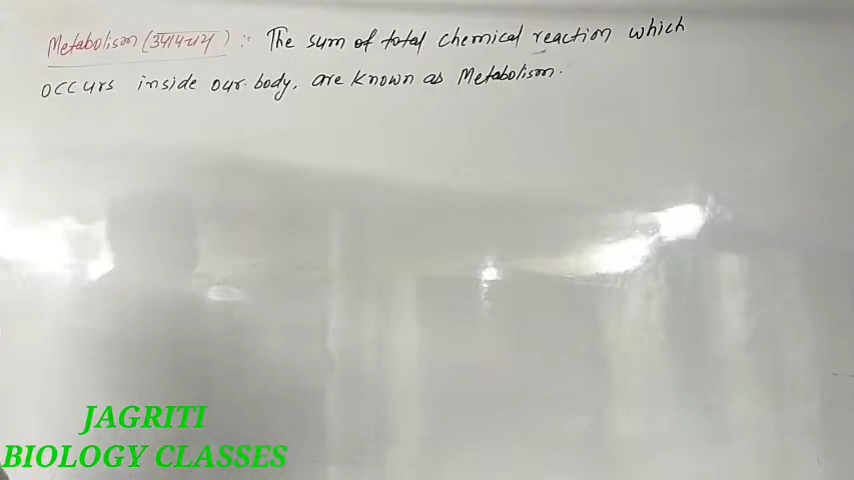 Metabolism (उपापचय) :- The sum of total chemical reaction which
occurs inside our body, are known as Metabolism.
JAGRITI
BIOLOGY CLASSES